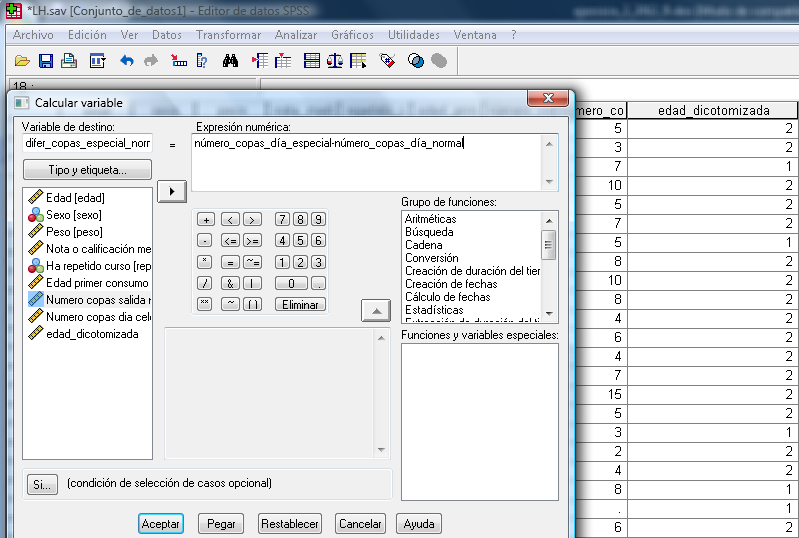 *LH.sav [Conjunto_de_datos1] - Editor de datos SPSS
Archivo Edición Ver Datos Transformar Analizar Gráficos Utilidades Ventana ?
18 :
Calcular variable
Variable de destino:
difer_copas_especial_norr
=
Expresión numérica:
número_copas_día_especial-número_copas_día_normal
Tipo y etiqueta...
Edad [edad]
Sexo [sexo]
Peso [peso]
Nota o calificación me
Ha repetido curso [rep
Edad primer consumo
Numero copas salida r
Numero copas dia cele
edad_dicotomizada
+ < > 7 8 9
- <= >= 4 5 6
* = ~= 1 2 3
/ & | 0 .
** ~ ( ) Eliminar
Grupo de funciones:
Aritméticas
Búsqueda
Cadena
Conversión
Creación de duración del tier
Creación de fechas
Cálculo de fechas
Estadísticas
Extracción de duración del ti
Funciones y variables especiales:
Si... (condición de selección de casos opcional)
Aceptar Pegar Restablecer Cancelar Ayuda
mero_co edad_dicotomizada
5 2
3 2
7 1
10 2
5 2
7 2
5 1
8 2
10 2
8 2
4 2
6 2
4 2
7 2
15 2
5 2
3 1
2 2
4 2
8 1
. 1
6 2